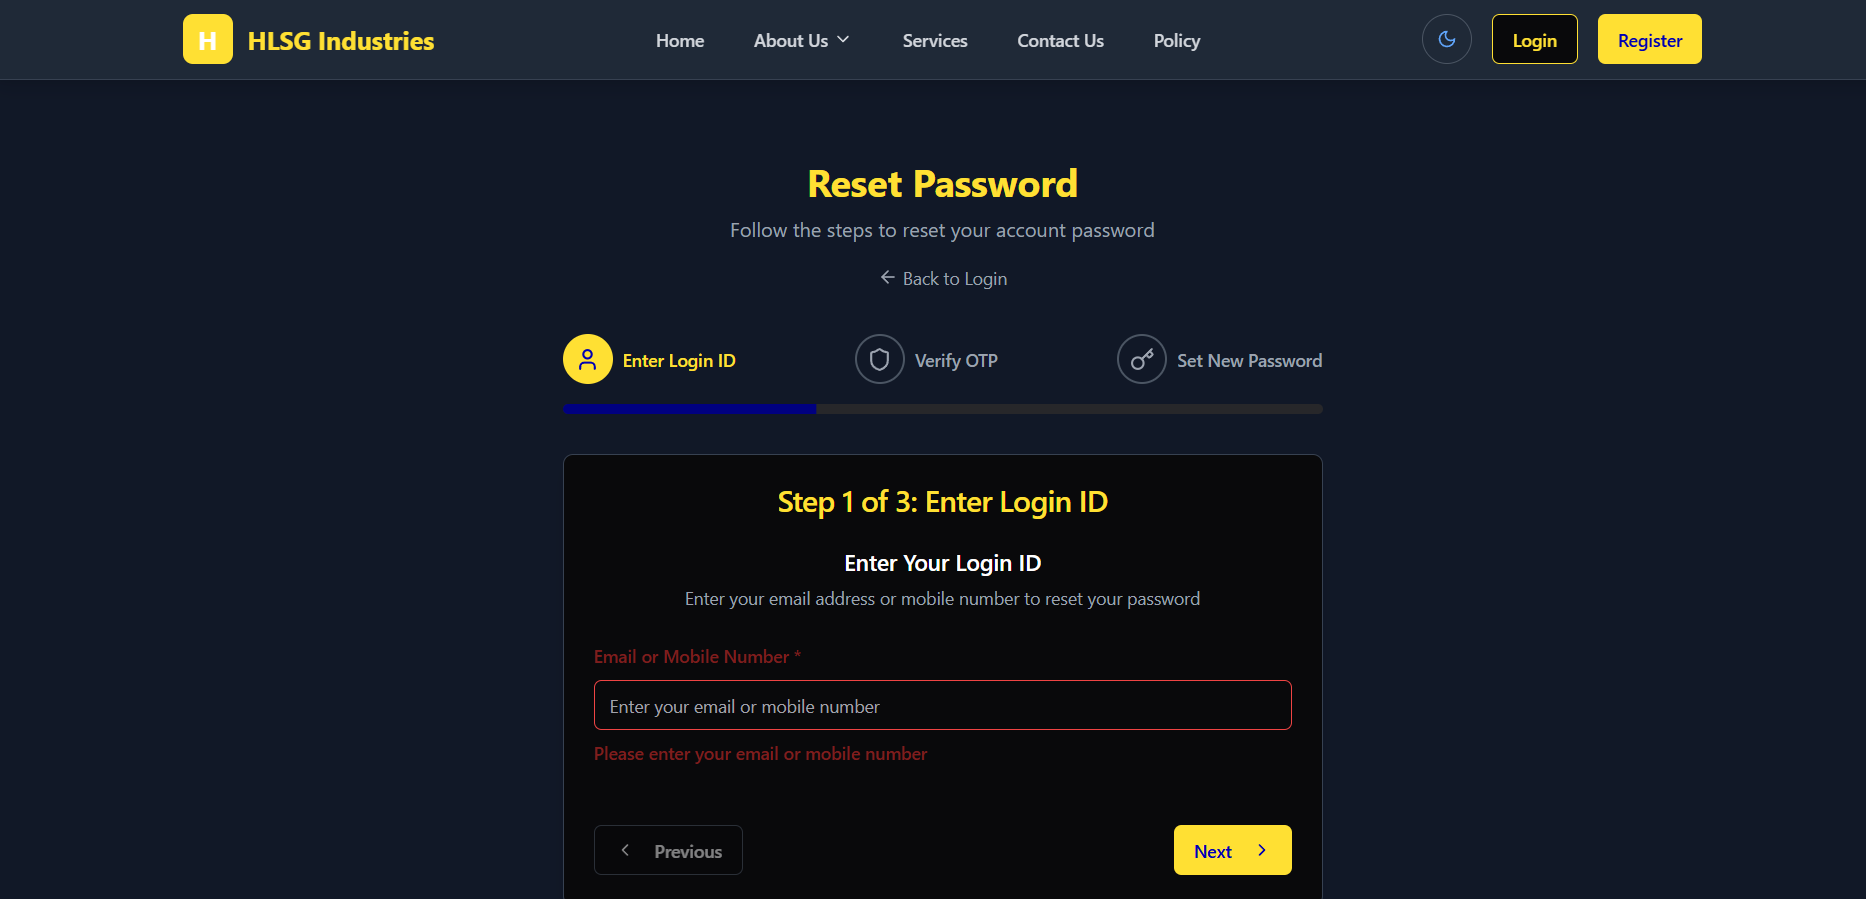 H HLSG Industries Home About Us Services Contact Us Policy Login Register
Reset Password
Follow the steps to reset your account password
Back to Login
Enter Login ID Verify OTP Set New Password
Step 1 of 3: Enter Login ID
Enter Your Login ID
Enter your email address or mobile number to reset your password
Email or Mobile Number *
Enter your email or mobile number
Please enter your email or mobile number
Previous Next